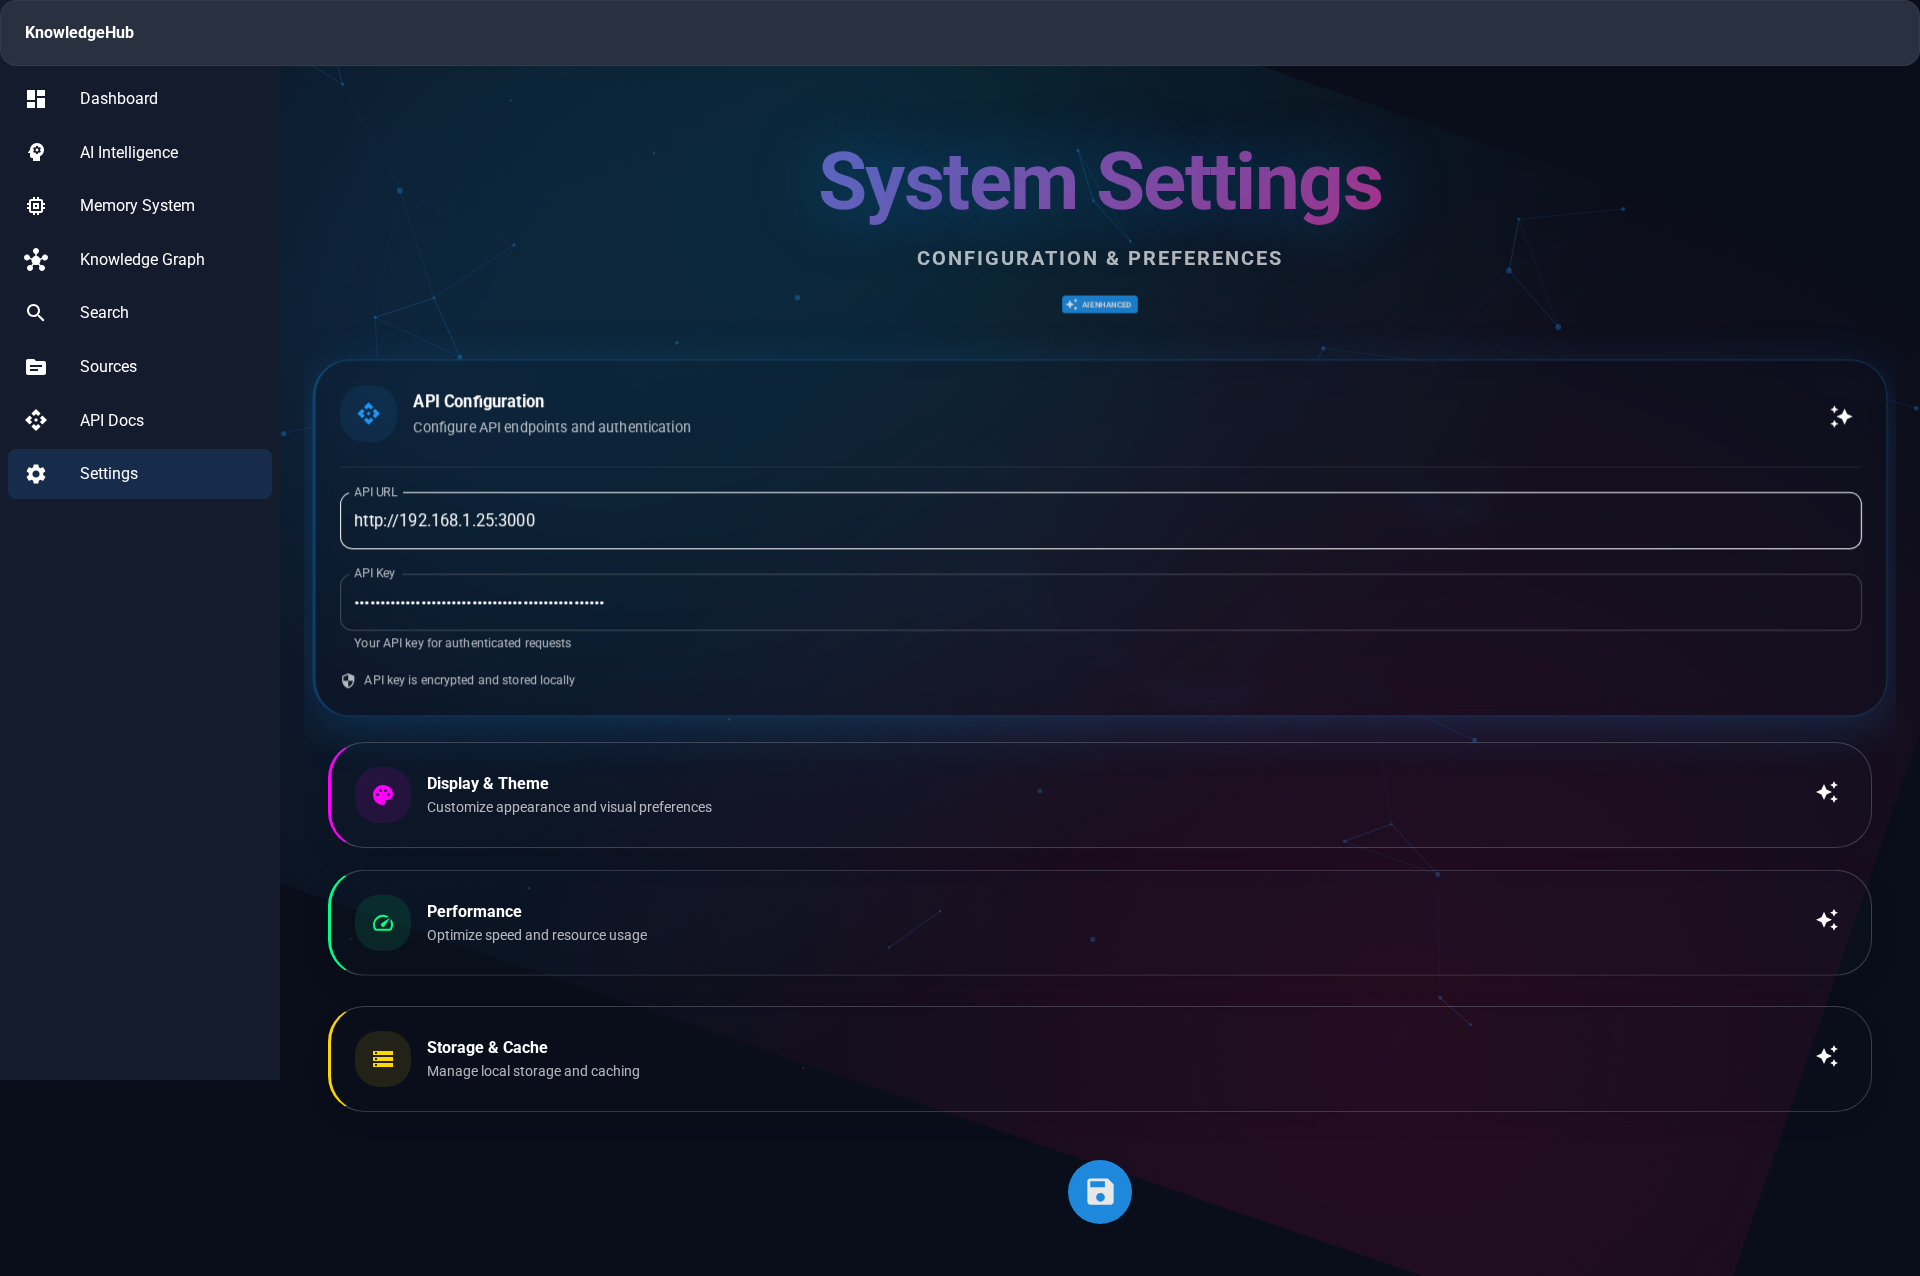 KnowledgeHub
Dashboard
AI Intelligence
Memory System
Knowledge Graph
Search
Sources
API Docs
Settings
System Settings
CONFIGURATION & PREFERENCES
AI ENHANCED
API Configuration
Configure API endpoints and authentication
API URL
http://192.168.1.25:3000
API Key
••••••••••••••••••••••••••••••••••••••••••••••••
Your API key for authenticated requests
API key is encrypted and stored locally
Display & Theme
Customize appearance and visual preferences
Performance
Optimize speed and resource usage
Storage & Cache
Manage local storage and caching